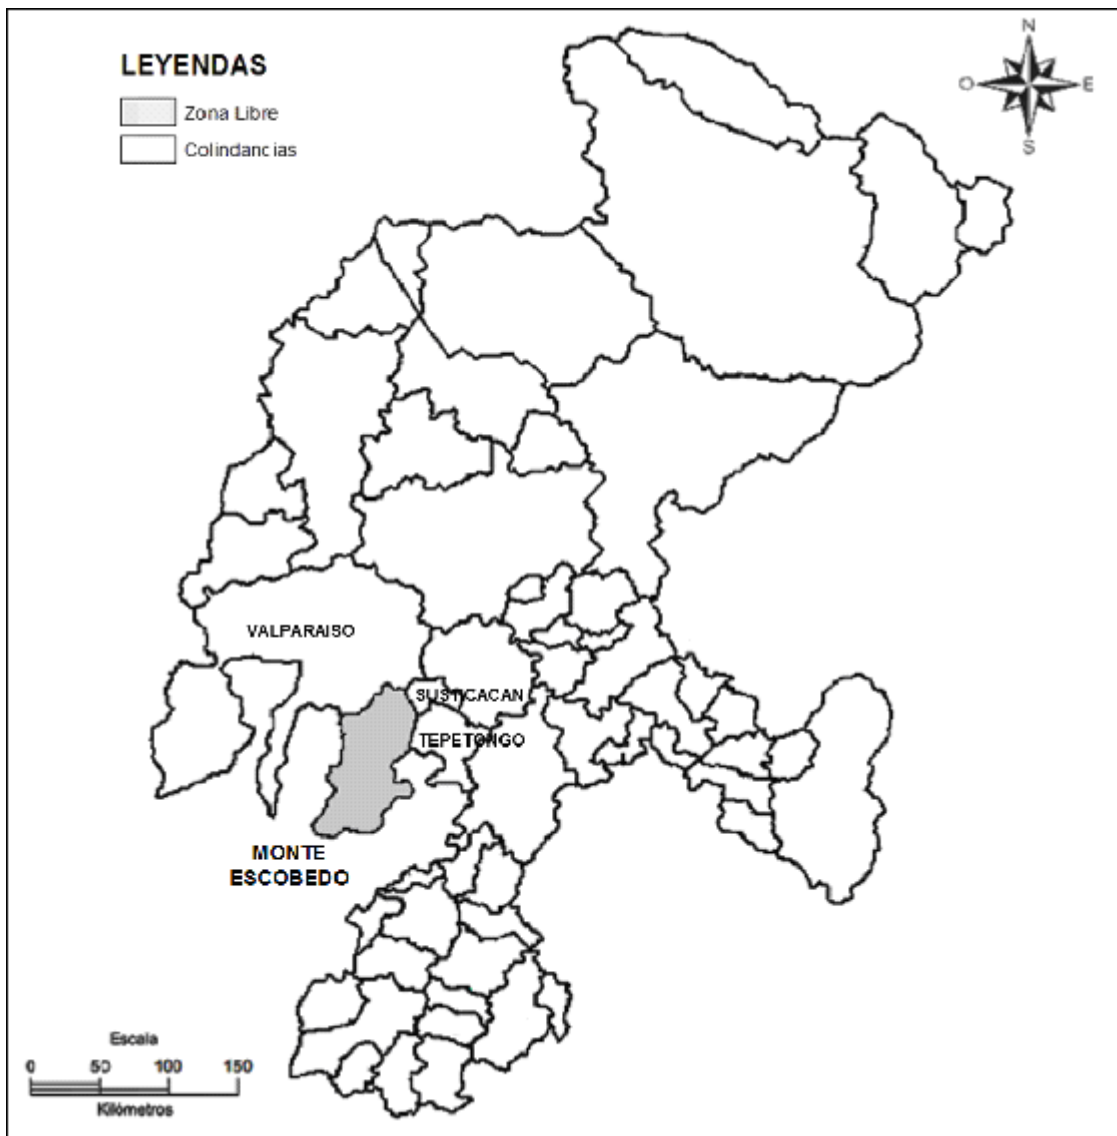 LEYENDAS
Zona Libre
Colindancias
N
O
E
S
VALPARAISO
SUSTICACAN
TEPETONGO
MONTE
ESCOBEDO
Escala
0 50 100 150
Kilómetros